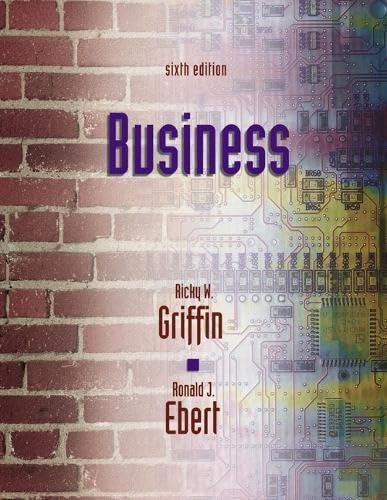 sixth edition
Business
Ricky W.
Griffin
Ronald J.
Ebert